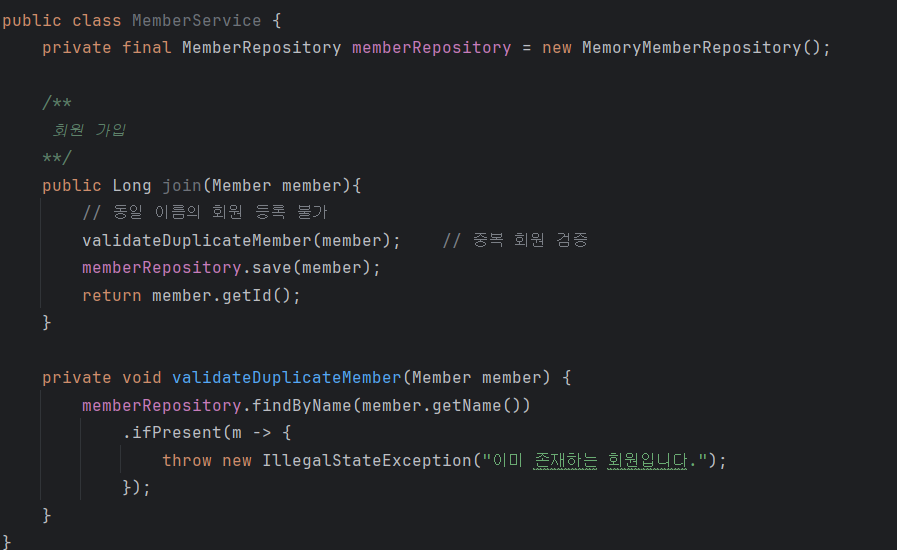 public class MemberService {
private final MemberRepository memberRepository = new MemoryMemberRepository();
/**
회원 가입
**/
public Long join(Member member){
// 동일 이름의 회원 등록 불가
validateDuplicateMember(member);    // 중복 회원 검증
memberRepository.save(member);
return member.getId();
}
private void validateDuplicateMember(Member member) {
memberRepository.findByName(member.getName())
.ifPresent(m -> {
throw new IllegalStateException("이미 존재하는 회원입니다.");
});
}
}